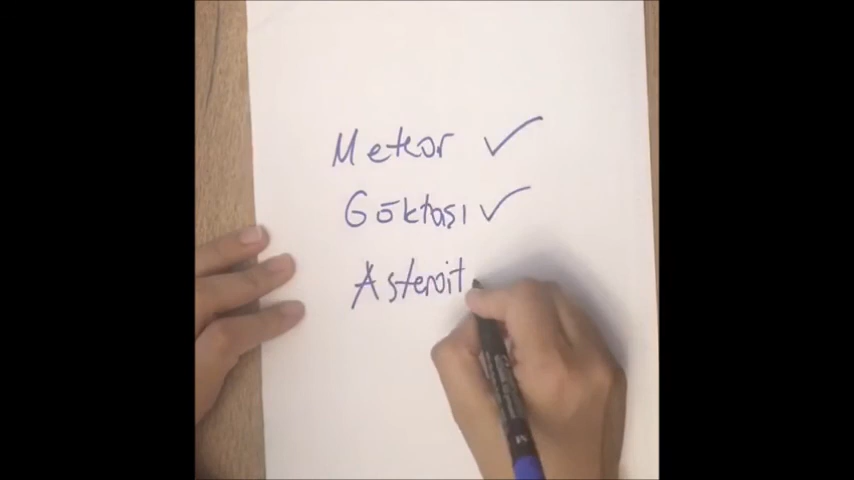 Meteor ✓
Göktaşı ✓
Asteroit